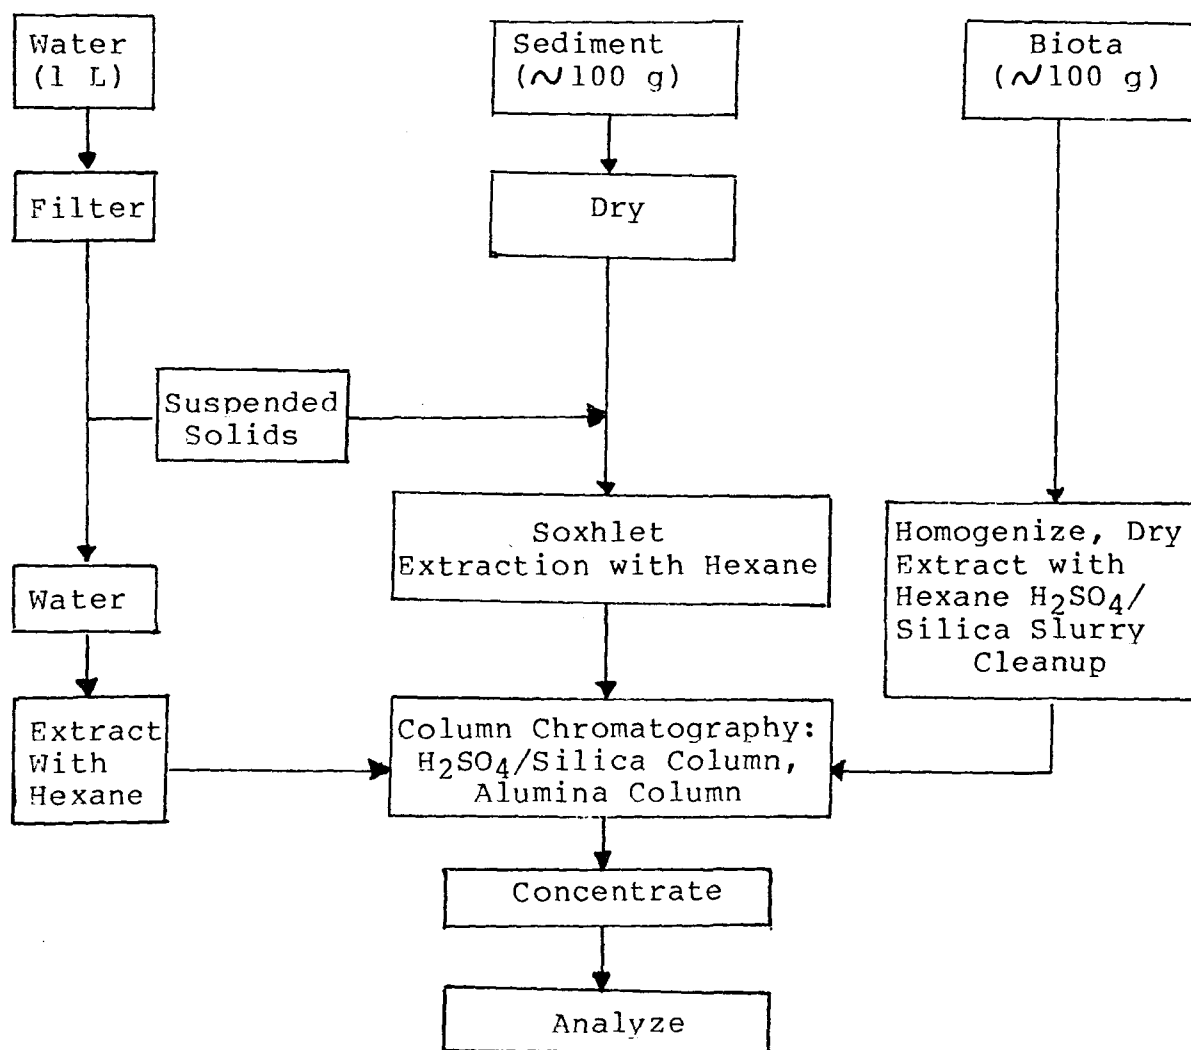 Water
(1 L)
Sediment
(~100 g)
Biota
(~100 g)
Filter
Dry
Suspended
Solids
Soxhlet
Extraction with Hexane
Homogenize, Dry
Extract with
Hexane H₂SO₄/
Silica Slurry
Cleanup
Water
Extract
With
Hexane
Column Chromatography:
H₂SO₄/Silica Column,
Alumina Column
Concentrate
Analyze